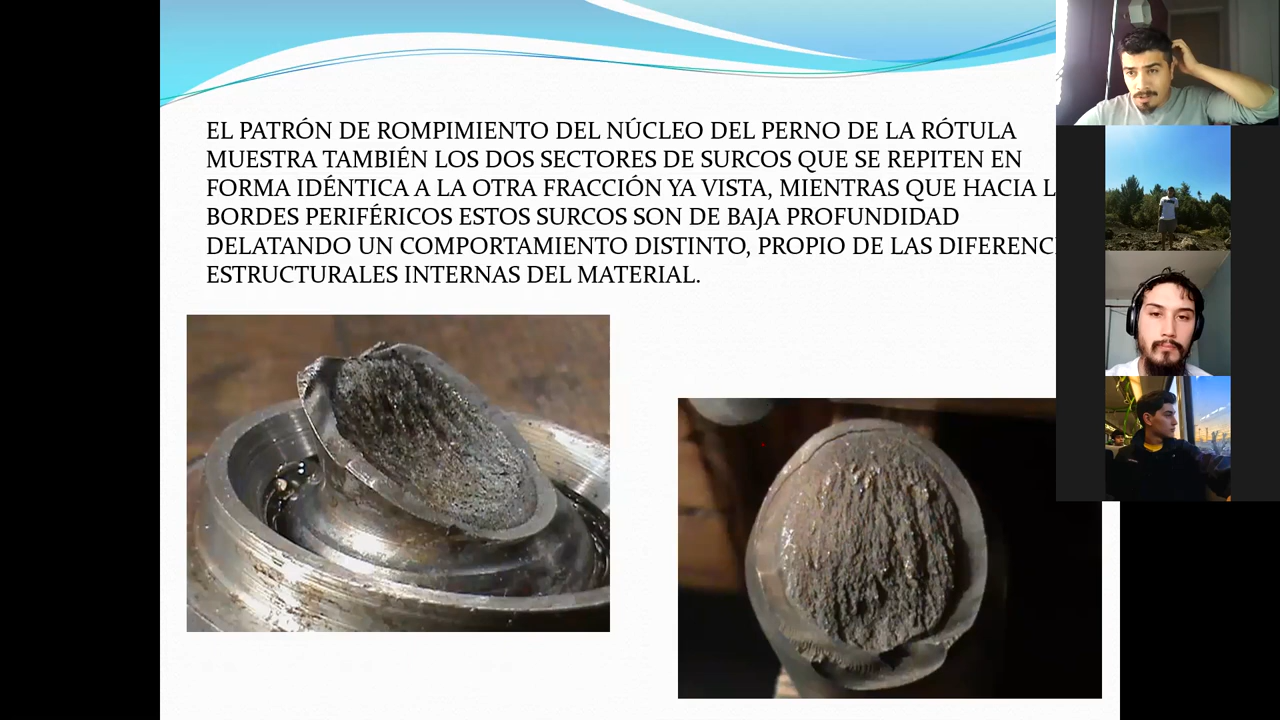 EL PATRÓN DE ROMPIMIENTO DEL NÚCLEO DEL PERNO DE LA RÓTULA
MUESTRA TAMBIÉN LOS DOS SECTORES DE SURCOS QUE SE REPITEN EN
FORMA IDÉNTICA A LA OTRA FRACCIÓN YA VISTA, MIENTRAS QUE HACIA L
BORDES PERIFÉRICOS ESTOS SURCOS SON DE BAJA PROFUNDIDAD
DELATANDO UN COMPORTAMIENTO DISTINTO, PROPIO DE LAS DIFERENC
ESTRUCTURALES INTERNAS DEL MATERIAL.